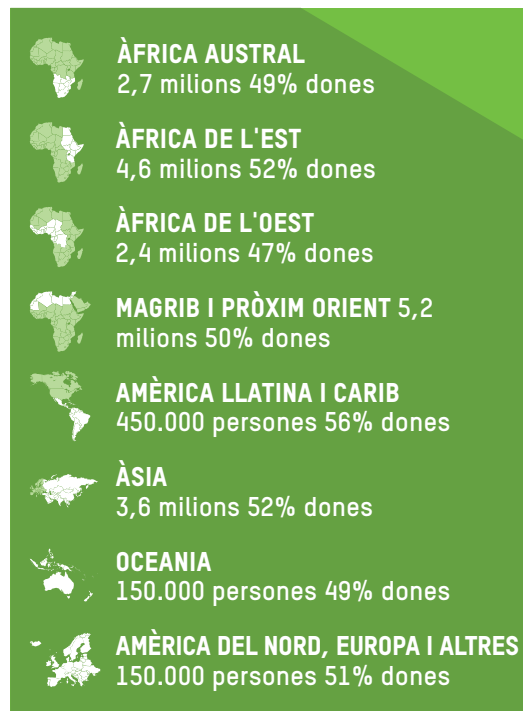 ÀFRICA AUSTRAL
2,7 milions 49% dones
ÀFRICA DE L'EST
4,6 milions 52% dones
ÀFRICA DE L'OEST
2,4 milions 47% dones
MAGRIB I PRÒXIM ORIENT 5,2
milions 50% dones
AMÈRICA LLATINA I CARIB
450.000 persones 56% dones
ÀSIA
3,6 milions 52% dones
OCEANIA
150.000 persones 49% dones
AMÈRICA DEL NORD, EUROPA I ALTRES
150.000 persones 51% dones